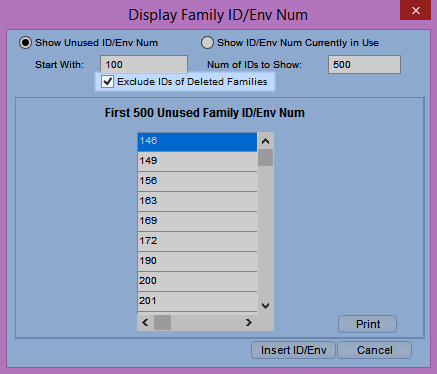 Display Family ID/Env Num
Show Unused ID/Env Num Show ID/Env Num Currently in Use
Start With: 100 Num of IDs to Show: 500
Exclude IDs of Deleted Families
First 500 Unused Family ID/Env Num
146
149
156
163
169
172
190
200
201
Print
Insert ID/Env Cancel